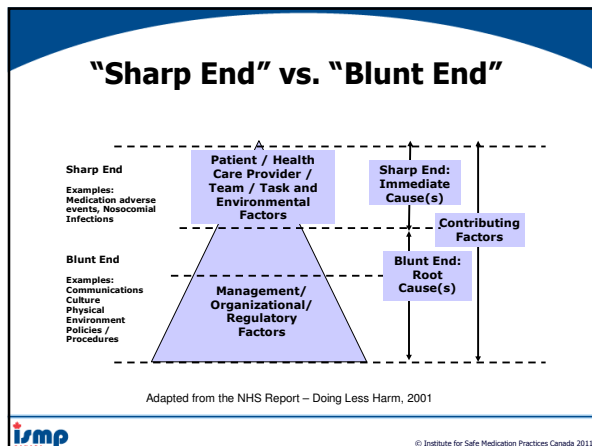 “Sharp End” vs. “Blunt End”
Sharp End
Examples:
Medication adverse
events, Nosocomial
Infections
Blunt End
Examples:
Communications
Culture
Physical
Environment
Policies /
Procedures
Patient / Health
Care Provider /
Team / Task and
Environmental
Factors
Management/
Organizational/
Regulatory
Factors
Sharp End:
Immediate
Cause(s)
Blunt End:
Root
Cause(s)
Contributing
Factors
Adapted from the NHS Report – Doing Less Harm, 2001
ismp
© Institute for Safe Medication Practices Canada 2011